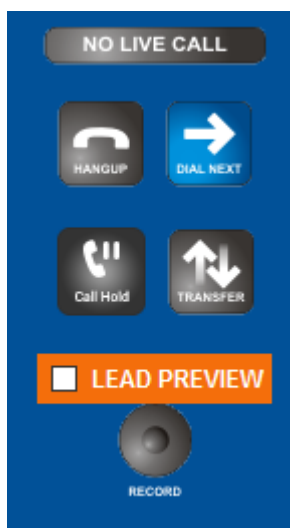 NO LIVE CALL
HANGUP
DIAL NEXT
Call Hold
TRANSFER
LEAD PREVIEW
RECORD